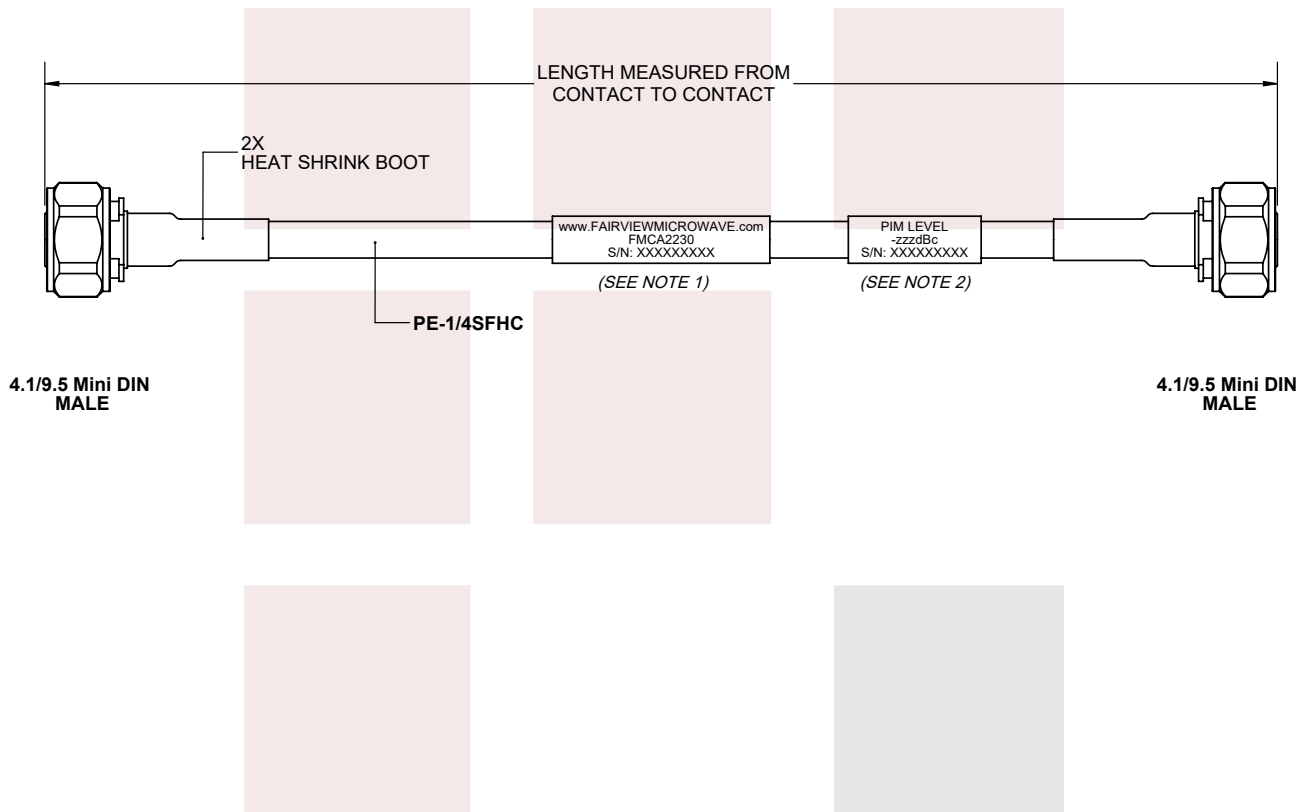 LENGTH MEASURED FROM
CONTACT TO CONTACT
2X
HEAT SHRINK BOOT
www.FAIRVIEWMICROWAVE.com
FMCA2230
S/N: XXXXXXXXX
PIM LEVEL
-zzzdBc
S/N: XXXXXXXXX
(SEE NOTE 1)
(SEE NOTE 2)
PE-1/4SFHC
4.1/9.5 Mini DIN
MALE
4.1/9.5 Mini DIN
MALE